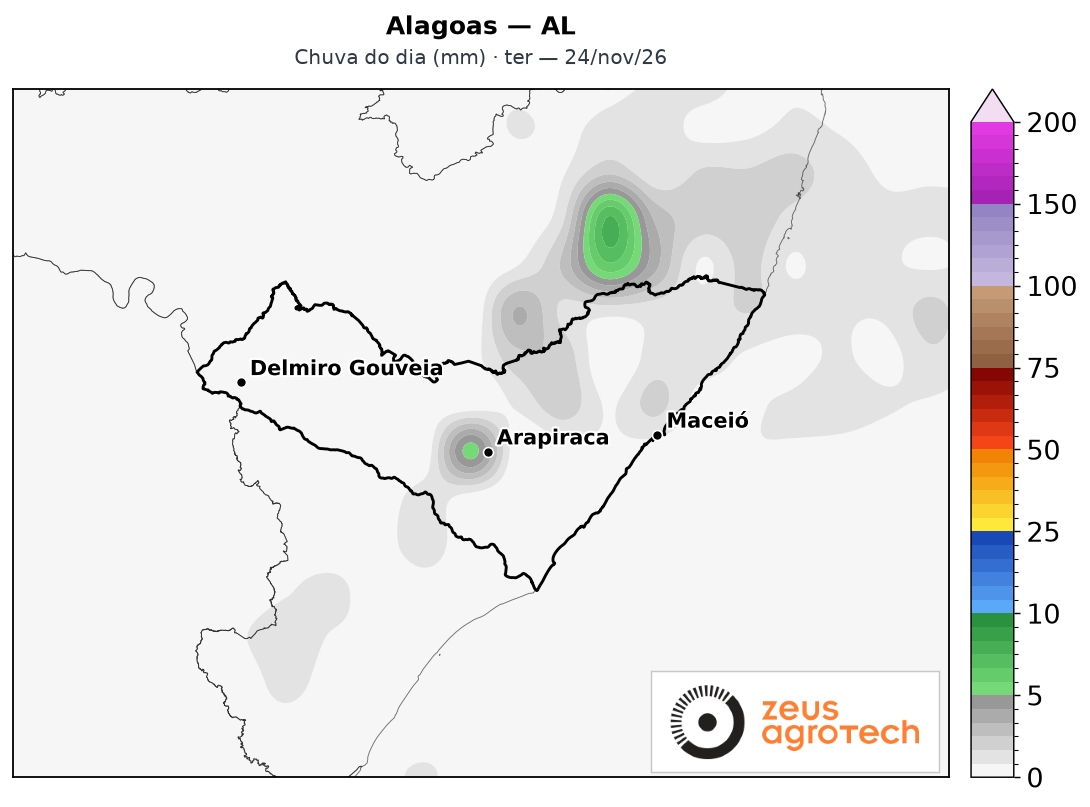 Alagoas — AL
Chuva do dia (mm) · ter — 24/nov/26
200
150
100
75
50
25
10
5
0
Delmiro Gouveia
Arapiraca
Maceió
zeus
agrotech